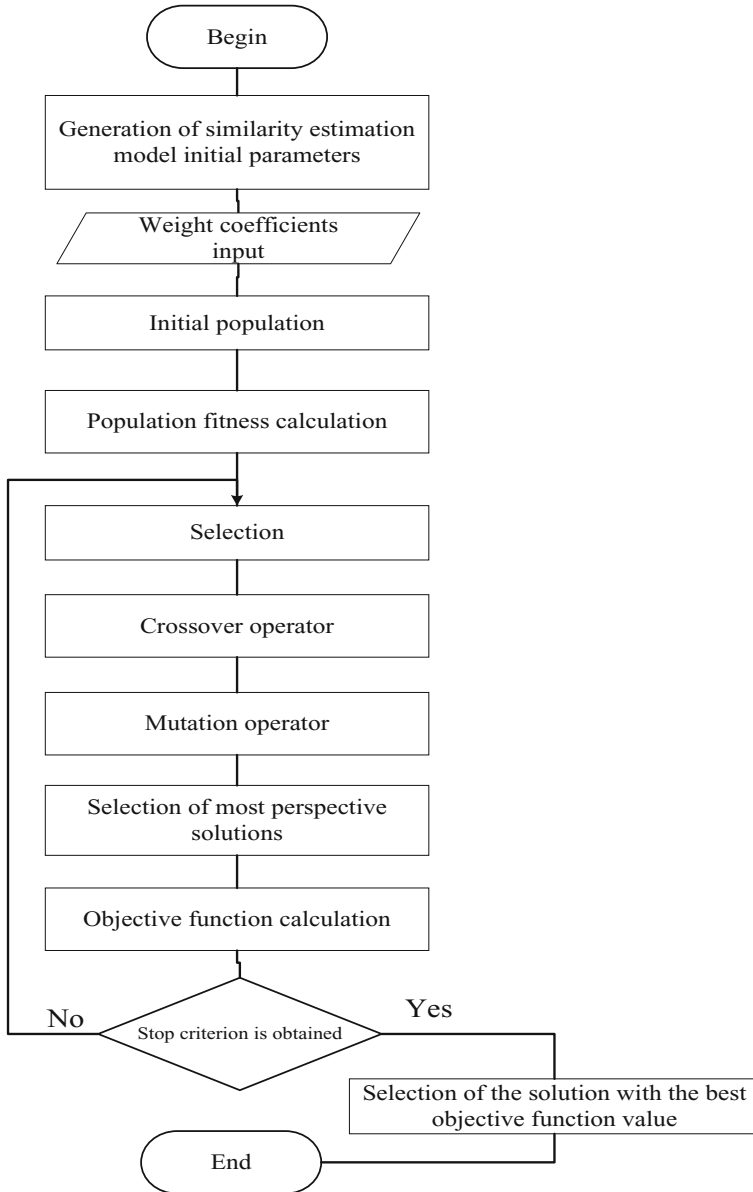 Begin
Generation of similarity estimation
model initial parameters
Weight coefficients
input
Initial population
Population fitness calculation
Selection
Crossover operator
Mutation operator
Selection of most perspective
solutions
Objective function calculation
No
Stop criterion is obtained
Yes
Selection of the solution with the best
objective function value
End